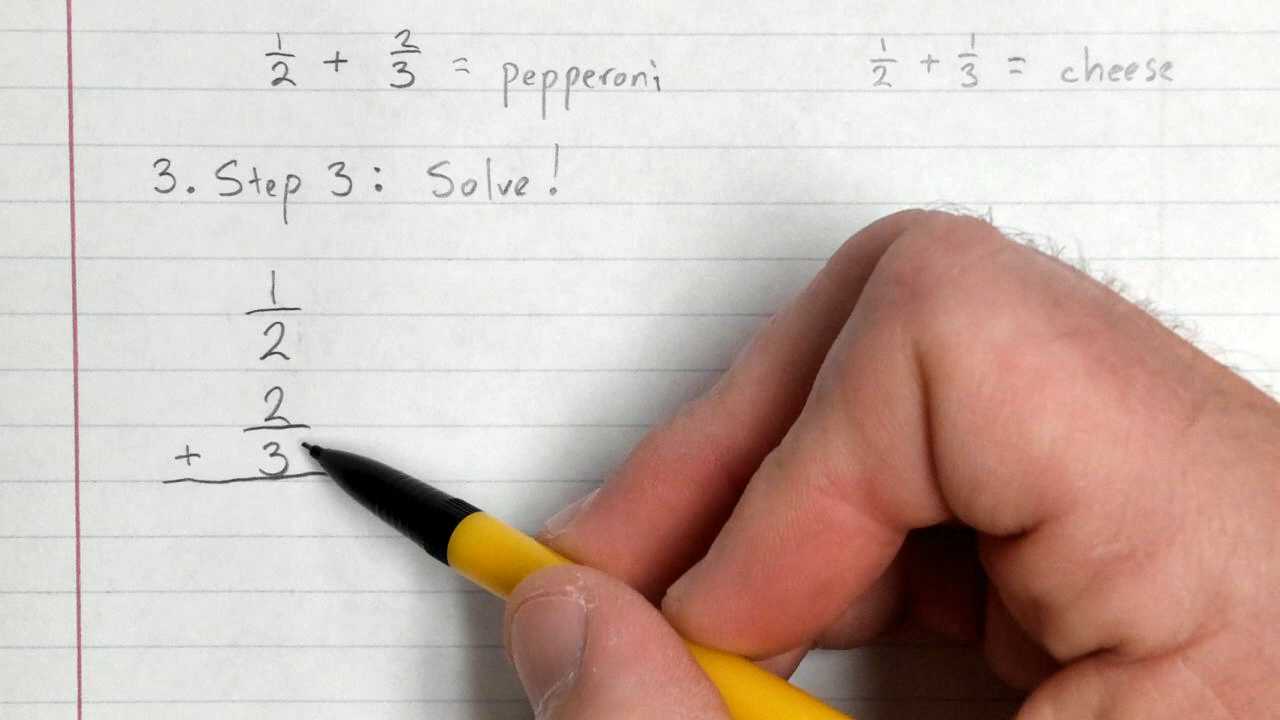 1/2 + 2/3 = pepperoni
1/2 + 1/3 = cheese
3. Step 3: Solve!
1/2
+ 2/3